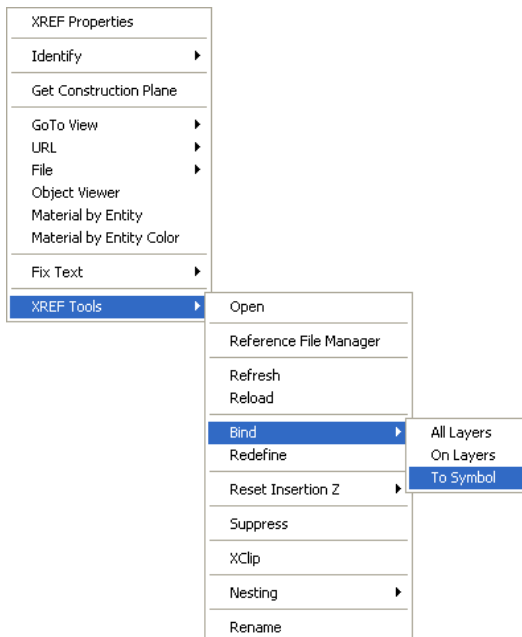 XREF Properties
Identify
Get Construction Plane
GoTo View
URL
File
Object Viewer
Material by Entity
Material by Entity Color
Fix Text
XREF Tools
Open
Reference File Manager
Refresh
Reload
Bind
Redefine
Reset Insertion Z
Suppress
XClip
Nesting
Rename
All Layers
On Layers
To Symbol